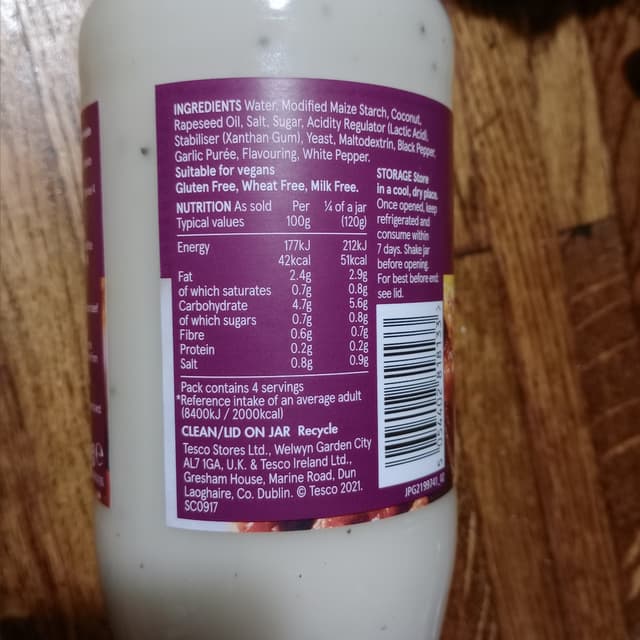 INGREDIENTS Water, Modified Maize Starch, Coconut,
Rapeseed Oil, Salt, Sugar, Acidity Regulator (Lactic Acid),
Stabiliser (Xanthan Gum), Yeast, Maltodextrin, Black Pepper,
Garlic Purée, Flavouring, White Pepper.
Suitable for vegans
Gluten Free, Wheat Free, Milk Free.
NUTRITION As sold Per ¼ of a jar
Typical values 100g (120g)
Energy 177kJ 212kJ
42kcal 51kcal
Fat 2.4g 2.9g
of which saturates 0.7g 0.8g
Carbohydrate 4.7g 5.6g
of which sugars 0.7g 0.8g
Fibre 0.6g 0.7g
Protein 0.2g 0.2g
Salt 0.8g 0.9g
Pack contains 4 servings
*Reference intake of an average adult
(8400kJ / 2000kcal)
CLEAN/LID ON JAR Recycle
Tesco Stores Ltd., Welwyn Garden City
AL7 1GA, U.K. & Tesco Ireland Ltd.,
Gresham House, Marine Road, Dun
Laoghaire, Co. Dublin. © Tesco 2021.
SC0917
STORAGE Store
in a cool, dry place.
Once opened, keep
refrigerated and
consume within
7 days. Shake jar
before opening.
For best before end:
see lid.